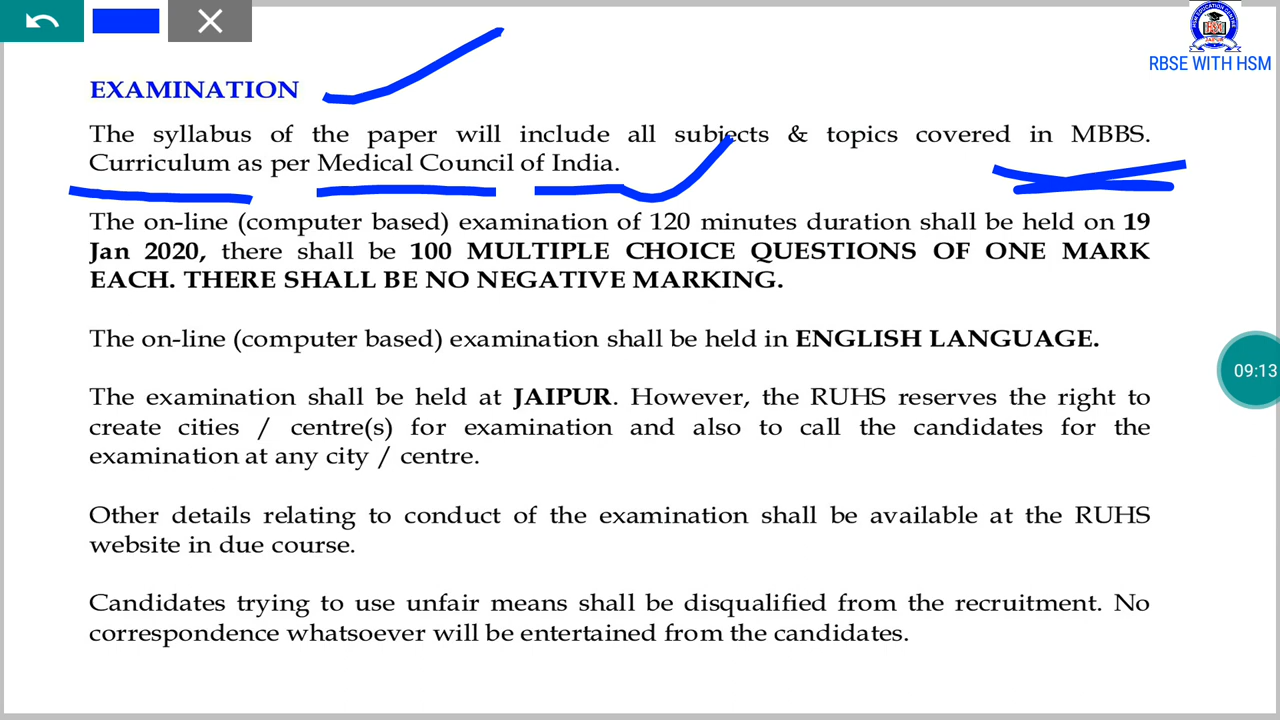 RBSE WITH HSM
EXAMINATION
The syllabus of the paper will include all subjects & topics covered in MBBS.
Curriculum as per Medical Council of India.
The on-line (computer based) examination of 120 minutes duration shall be held on 19
Jan 2020, there shall be 100 MULTIPLE CHOICE QUESTIONS OF ONE MARK
EACH. THERE SHALL BE NO NEGATIVE MARKING.
The on-line (computer based) examination shall be held in ENGLISH LANGUAGE.
The examination shall be held at JAIPUR. However, the RUHS reserves the right to
create cities / centre(s) for examination and also to call the candidates for the
examination at any city / centre.
Other details relating to conduct of the examination shall be available at the RUHS
website in due course.
Candidates trying to use unfair means shall be disqualified from the recruitment. No
correspondence whatsoever will be entertained from the candidates.
09:13